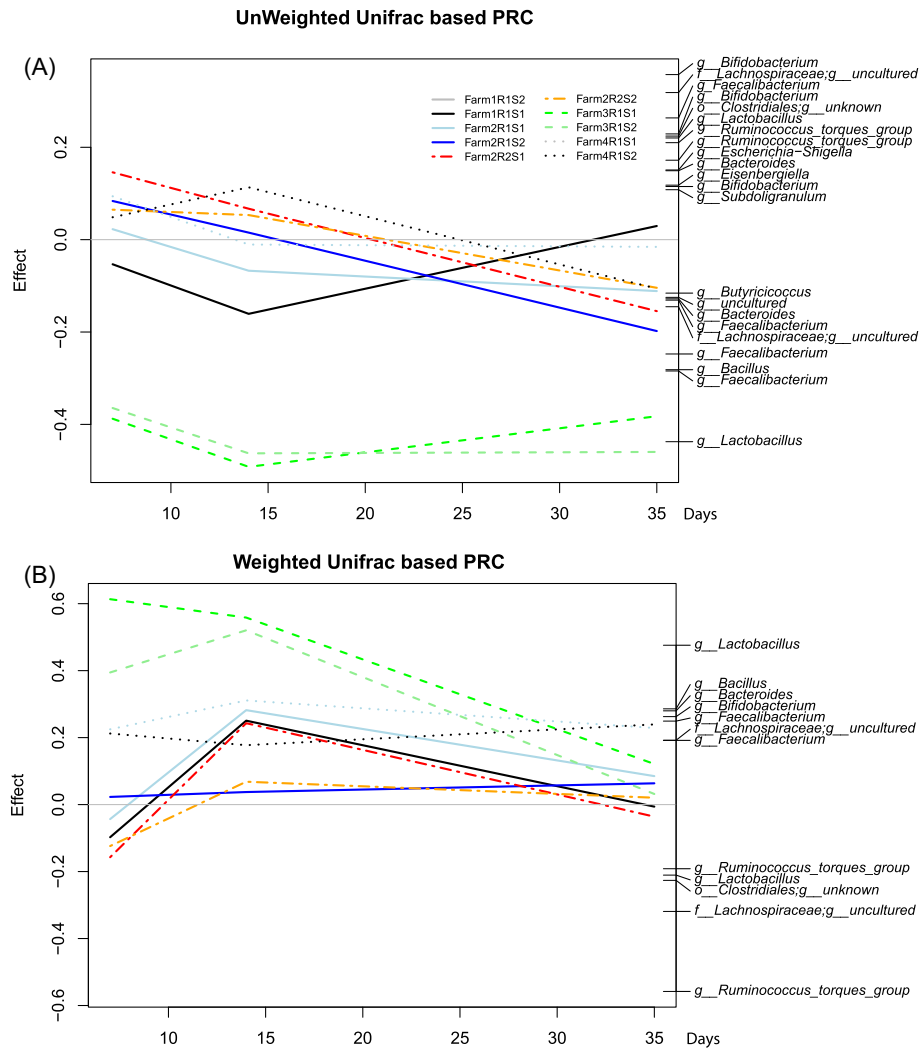 UnWeighted Unifrac based PRC
(A)
Effect
0.2
0.0
−0.2
−0.4
Farm1R1S2
Farm1R1S1
Farm2R1S1
Farm2R1S2
Farm2R2S1
Farm2R2S2
Farm3R1S1
Farm3R1S2
Farm4R1S1
Farm4R1S2
g__Bifidobacterium
f__Lachnospiraceae;g__uncultured
g_Faecalibacterium
g__Bifidobacterium
o__Clostridiales;g__unknown
g__Lactobacillus
g__Ruminococcus_torques_group
g__Ruminococcus_torques_group
g__Escherichia−Shigella
g__Bacteroides
g__Eisenbergiella
g__Bifidobacterium
g__Subdoligranulum
g__Butyricicoccus
g__uncultured
g__Bacteroides
g__Faecalibacterium
f__Lachnospiraceae;g__uncultured
g__Faecalibacterium
g__Bacillus
g__Faecalibacterium
g__Lactobacillus
10 15 20 25 30 35 Days
Weighted Unifrac based PRC
(B)
Effect
0.6
0.4
0.2
0.0
−0.2
−0.4
−0.6
g__Lactobacillus
g__Bacillus
g__Bacteroides
g__Bifidobacterium
g__Faecalibacterium
f__Lachnospiraceae;g__uncultured
g__Faecalibacterium
g__Ruminococcus_torques_group
g__Lactobacillus
o__Clostridiales;g__unknown
f__Lachnospiraceae;g__uncultured
g__Ruminococcus_torques_group
10 15 20 25 30 35 Days